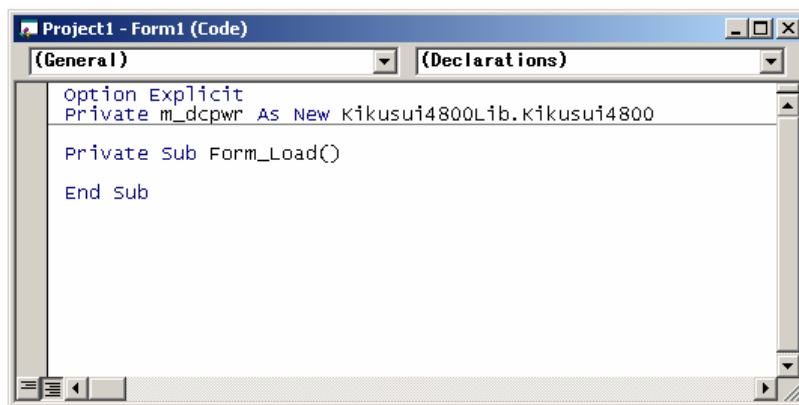 Project1 - Form1 (Code)
(General) (Declarations)
Option Explicit
Private m_dcpwr As New Kikusui4800Lib.Kikusui4800
Private Sub Form_Load()
End Sub